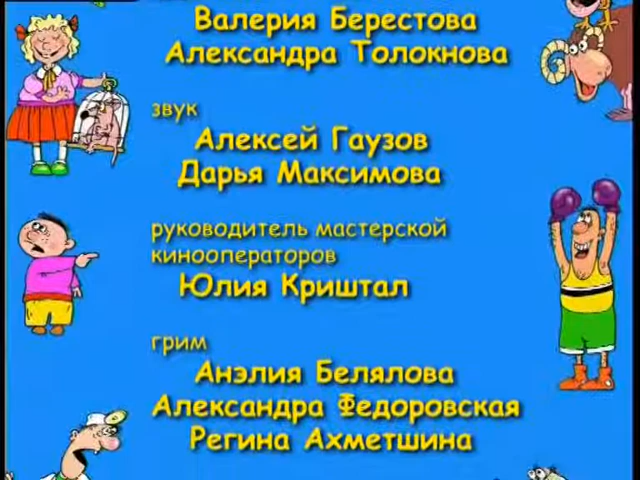 Валерия Берестова
Александра Толокнова
звук
Алексей Гаузов
Дарья Максимова
руководитель мастерской
кинооператоров
Юлия Криштал
грим
Анэлия Белялова
Александра Федоровская
Регина Ахметшина